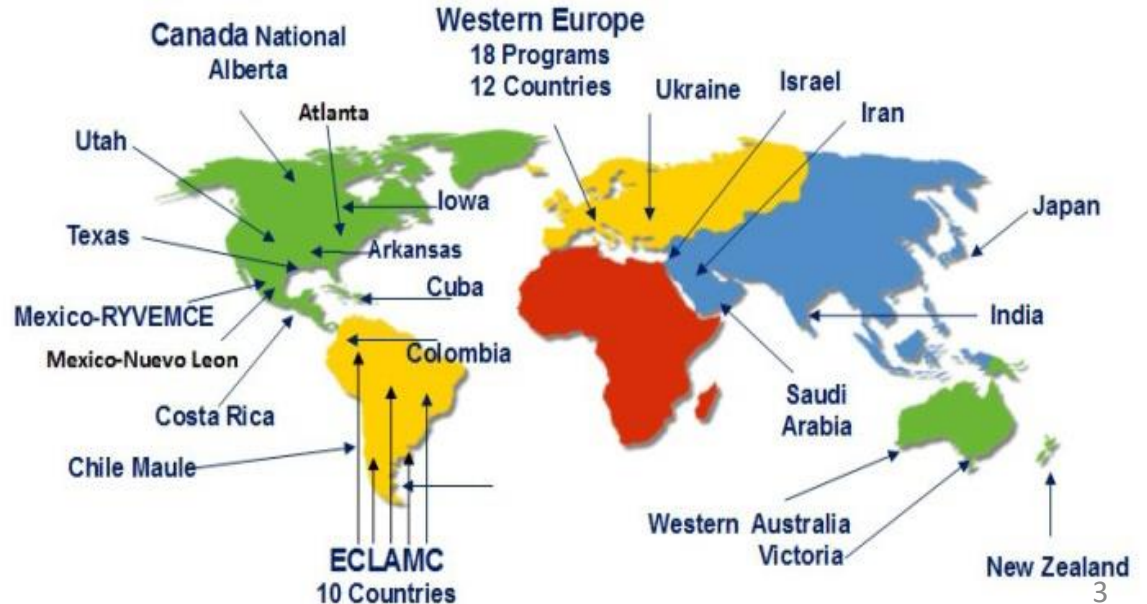 Canada National
Alberta
Western Europe
18 Programs
12 Countries
Ukraine
Israel
Iran
Atlanta
Utah
Iowa
Japan
Texas
Arkansas
Cuba
Mexico-RYVEMCE
India
Mexico-Nuevo Leon
Colombia
Costa Rica
Saudi
Arabia
Chile Maule
Western Australia
Victoria
ECLAMC
10 Countries
New Zealand
3